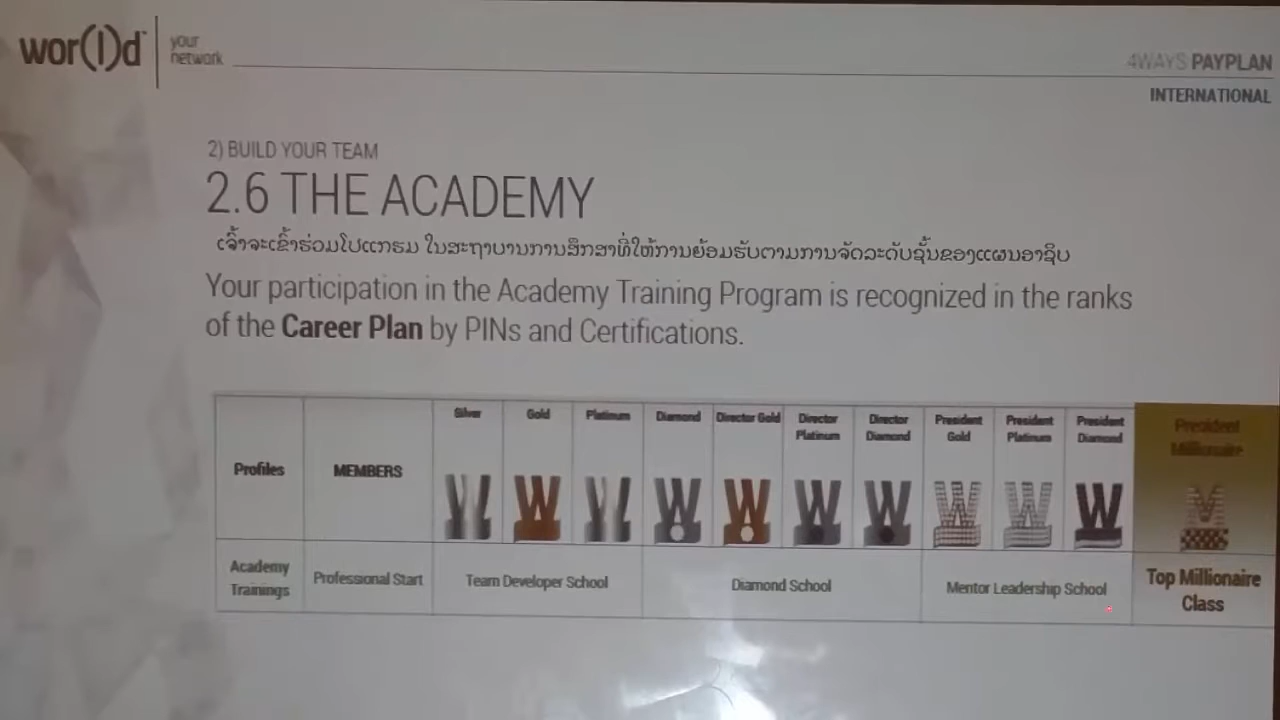 wor(l)d
your
network
4WAYS PAYPLAN
INTERNATIONAL
2) BUILD YOUR TEAM
2.6 THE ACADEMY
ເຈົ້າຈະເຂົ້າຮ່ວມໂປແກຣມ ໃນສະຖາບານການສຶກສາທີ່ໃຫ້ການຍ້ອມຮັບຕາມການຈັດລະດັບຊັ້ນຂອງແຜນອາຊິບ
Your participation in the Academy Training Program is recognized in the ranks
of the Career Plan by PINs and Certifications.
Profiles
MEMBERS
Silver
Gold
Platinum
Diamond
Director Gold
Director
Platinum
Director
Diamond
President
Gold
President
Platinum
President
Diamond
President
Millionaire
W W W W W W W W W W W
Academy
Trainings
Professional Start
Team Developer School
Diamond School
Mentor Leadership School
Top Millionaire
Class